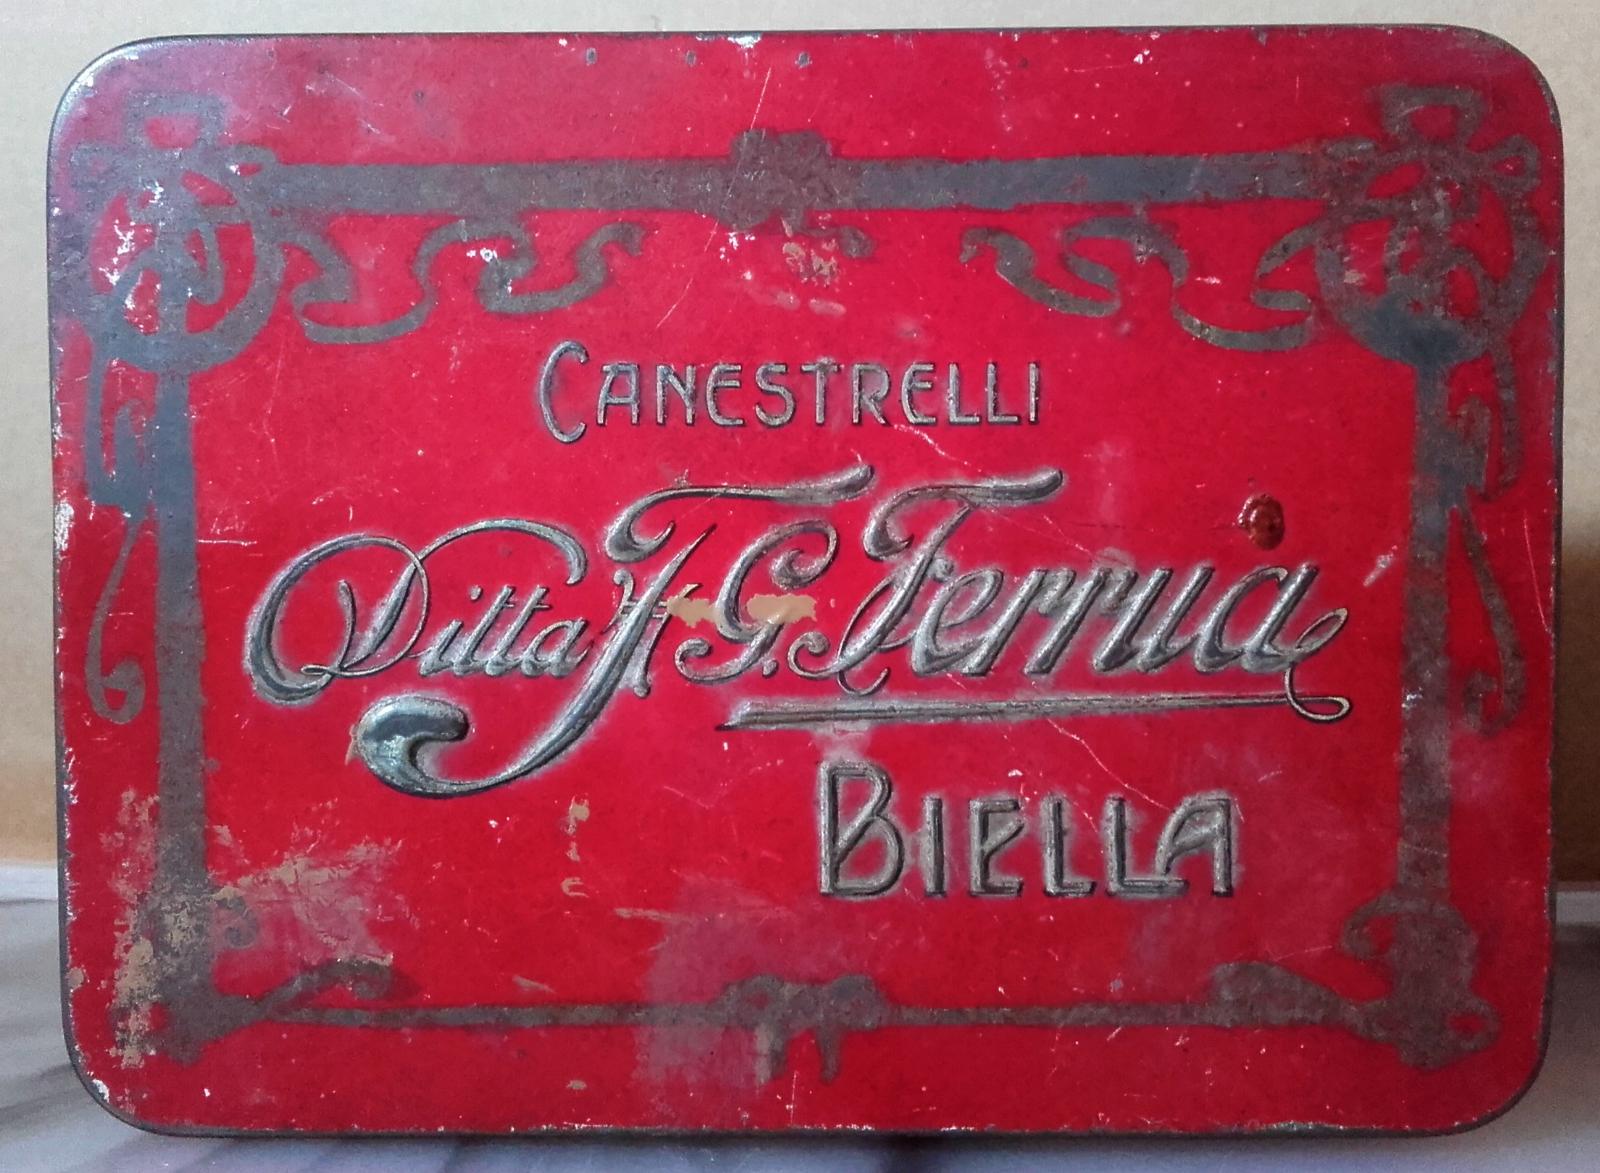 CANESTRELLI
Ditta F. G. Ferrua
BIELLA